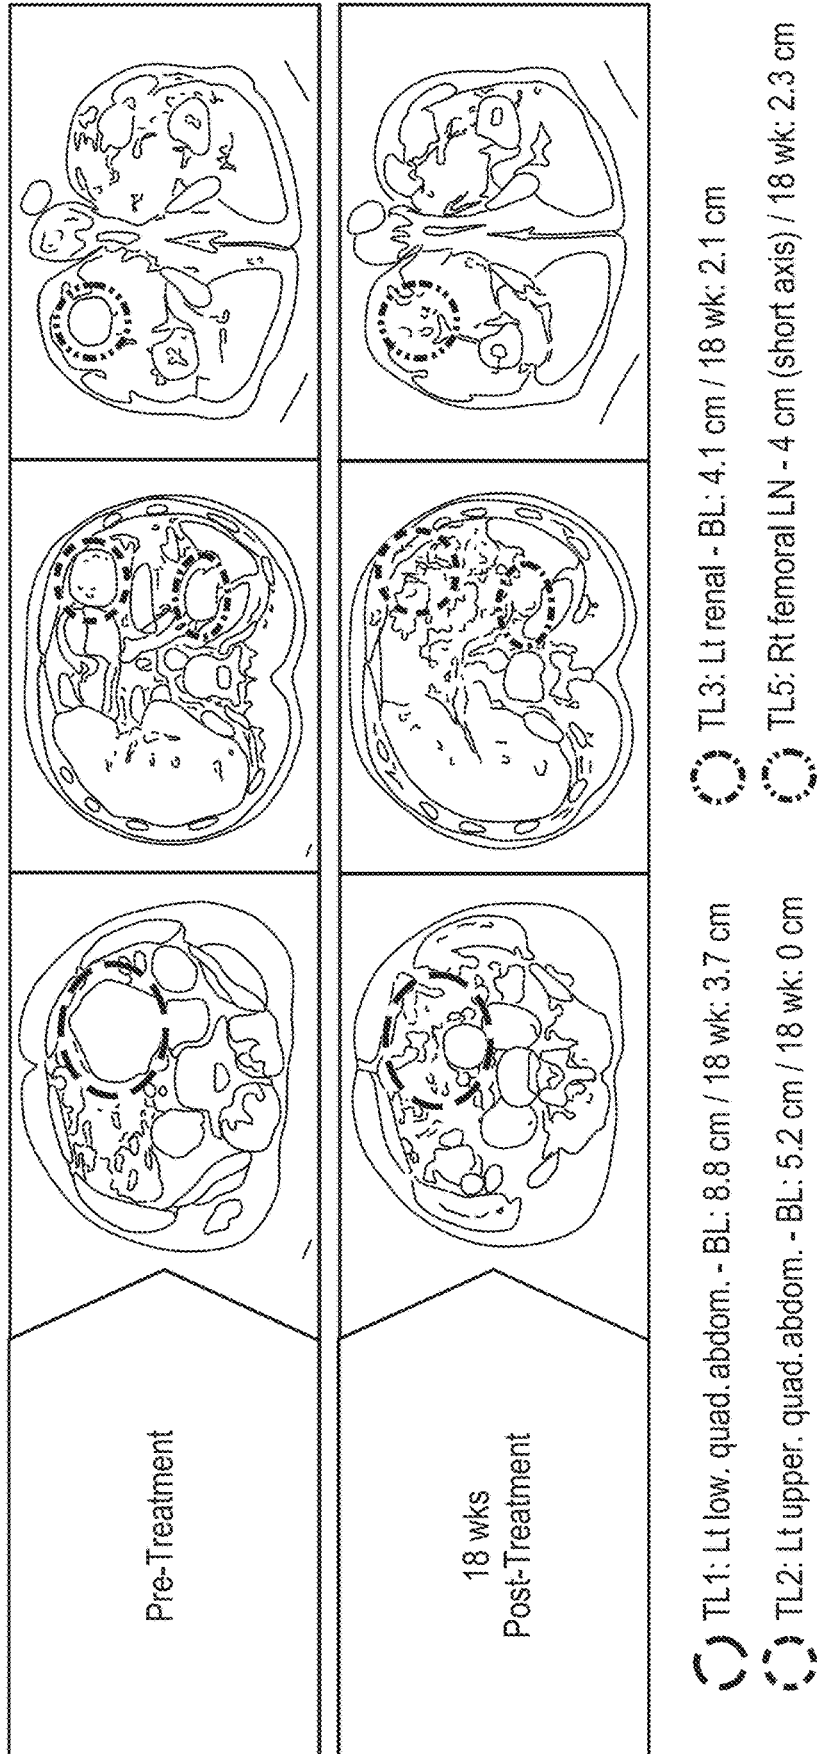 Pre-Treatment
18 wks
Post-Treatment
TL1: Lt low. quad. abdom. - BL: 8.8 cm / 18 wk: 3.7 cm
TL2: Lt upper. quad. abdom. - BL: 5.2 cm / 18 wk: 0 cm
TL3: Lt renal - BL: 4.1 cm / 18 wk: 2.1 cm
TL5: Rt femoral LN - 4 cm (short axis) / 18 wk: 2.3 cm